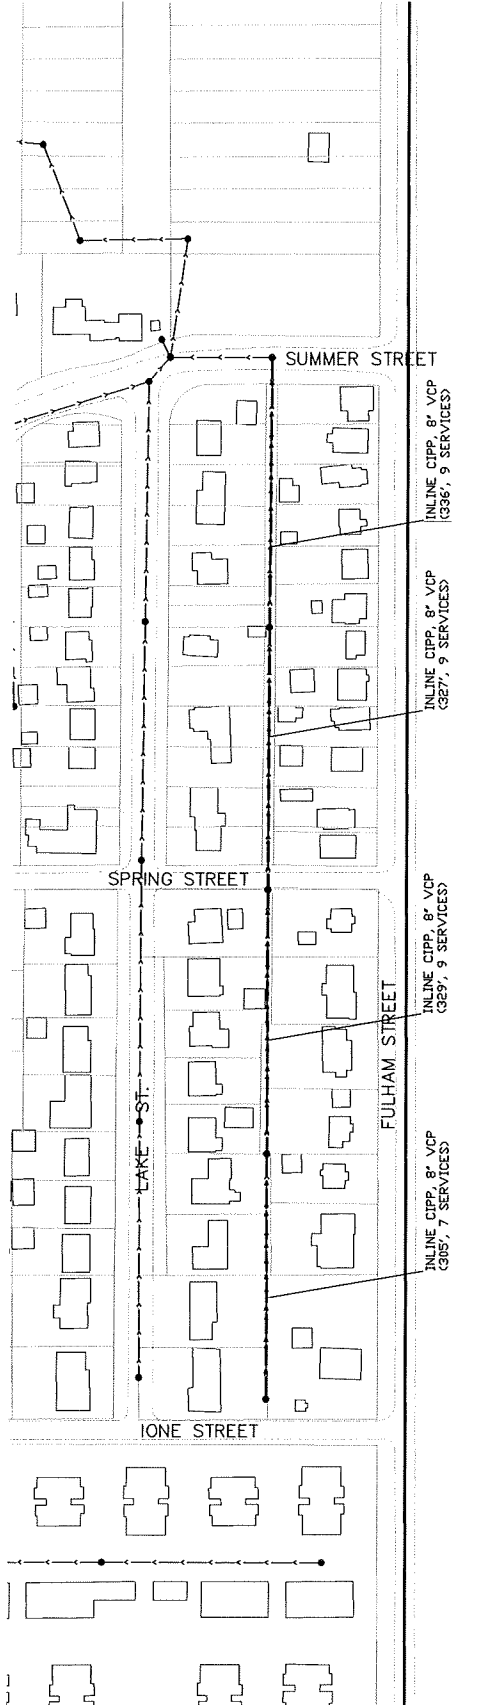 SUMMER STREET
INLINE CIPP, 8" VCP
(336', 9 SERVICES)
INLINE CIPP, 8" VCP
(327', 9 SERVICES)
SPRING STREET
INLINE CIPP, 8" VCP
(329', 9 SERVICES)
FULHAM STREET
LAKE ST.
INLINE CIPP, 8" VCP
(305', 7 SERVICES)
IONE STREET